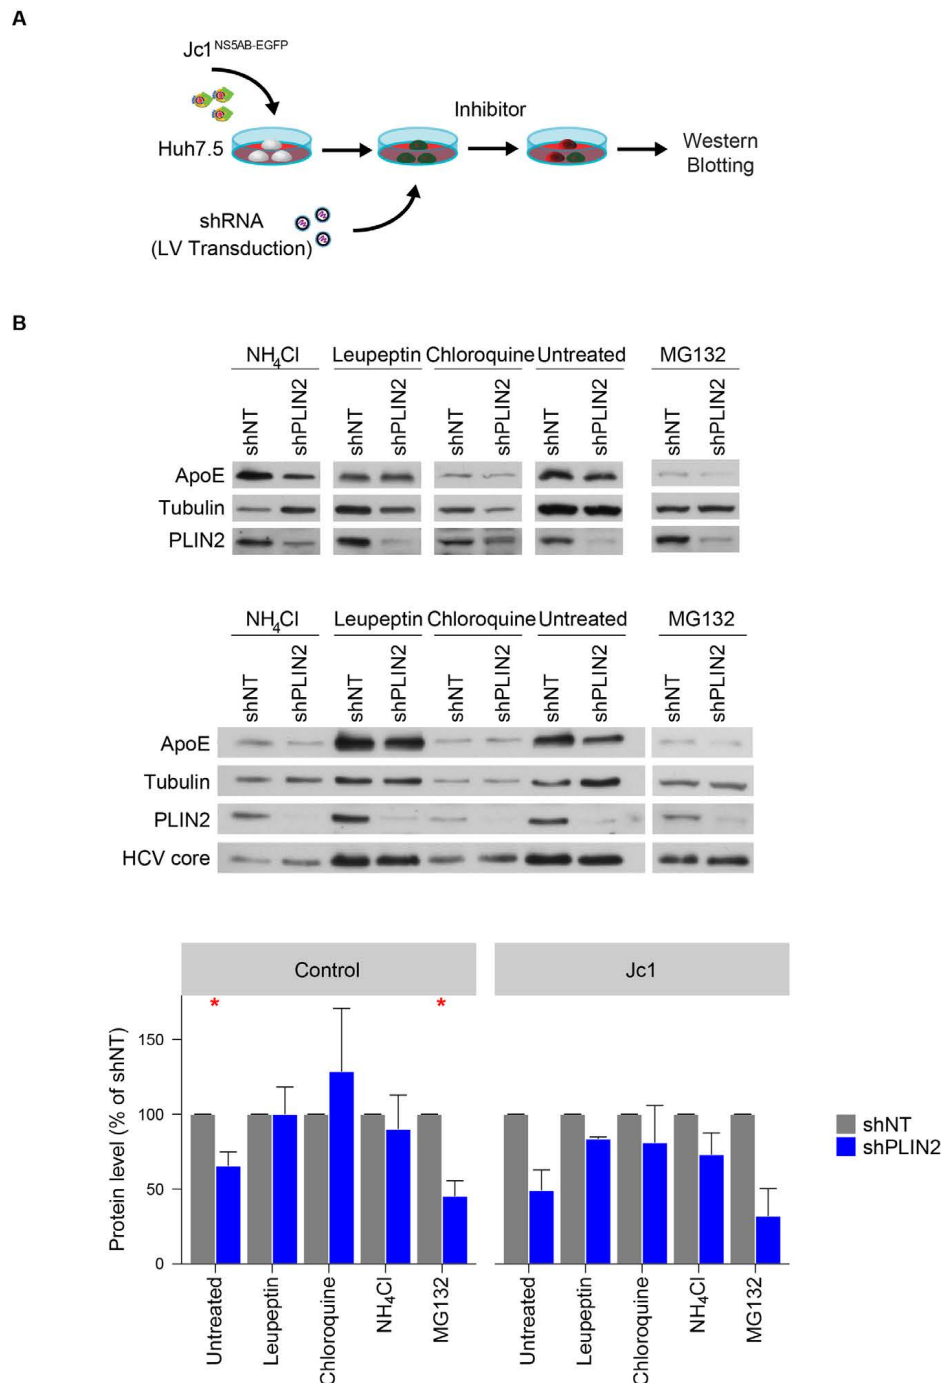 A
Jc1 NS5AB-EGFP
Inhibitor
Huh7.5
Western
Blotting
shRNA
(LV Transduction)
B
NH4Cl Leupeptin Chloroquine Untreated MG132
shNT shPLIN2 shNT shPLIN2 shNT shPLIN2 shNT shPLIN2 shNT shPLIN2
ApoE
Tubulin
PLIN2
NH4Cl Leupeptin Chloroquine Untreated MG132
shNT shPLIN2 shNT shPLIN2 shNT shPLIN2 shNT shPLIN2 shNT shPLIN2
ApoE
Tubulin
PLIN2
HCV core
Control Jc1
* *
Protein level (% of shNT)
150
100
50
0
shNT
shPLIN2
Untreated Leupeptin Chloroquine NH4Cl MG132 Untreated Leupeptin Chloroquine NH4Cl MG132